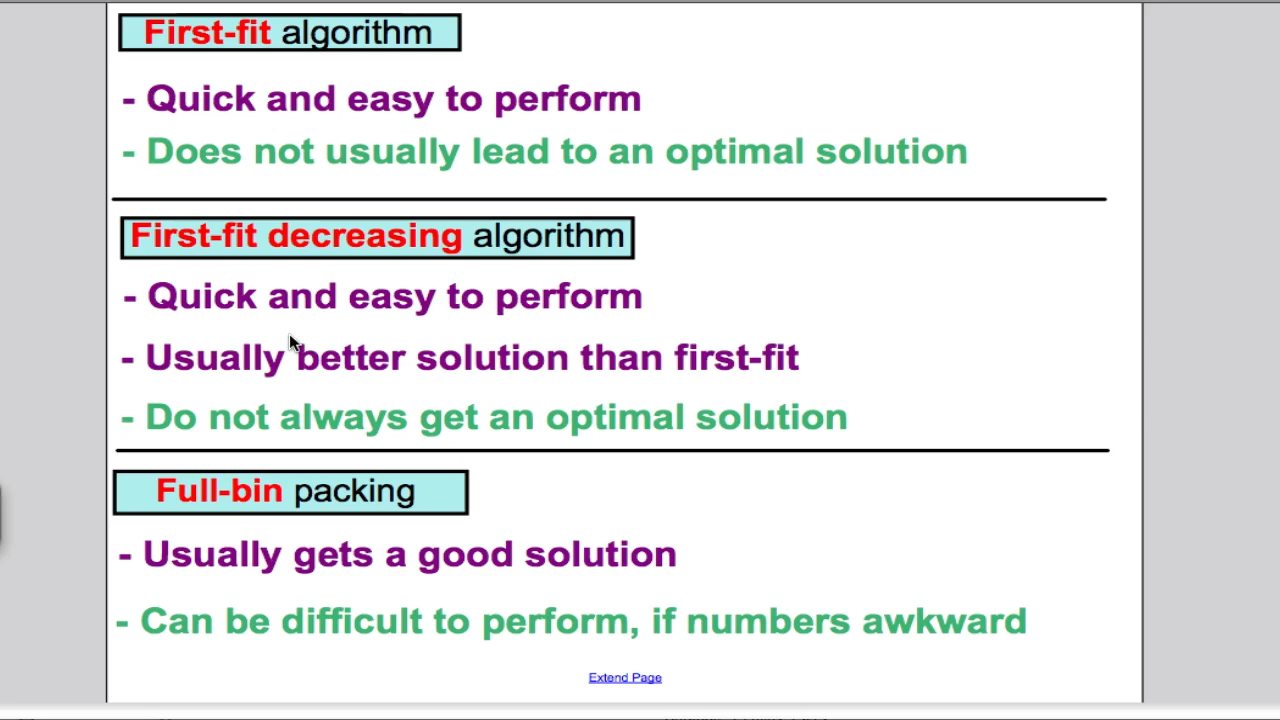 First-fit algorithm
- Quick and easy to perform
- Does not usually lead to an optimal solution
First-fit decreasing algorithm
- Quick and easy to perform
- Usually better solution than first-fit
- Do not always get an optimal solution
Full-bin packing
- Usually gets a good solution
- Can be difficult to perform, if numbers awkward
Extend Page